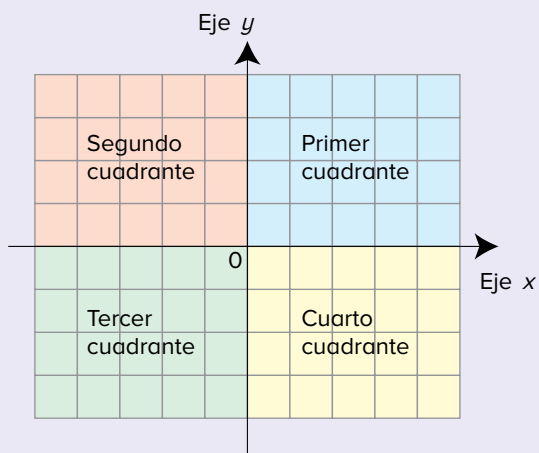 Eje y
Segundo
cuadrante
Primer
cuadrante
0
Eje x
Tercer
cuadrante
Cuarto
cuadrante